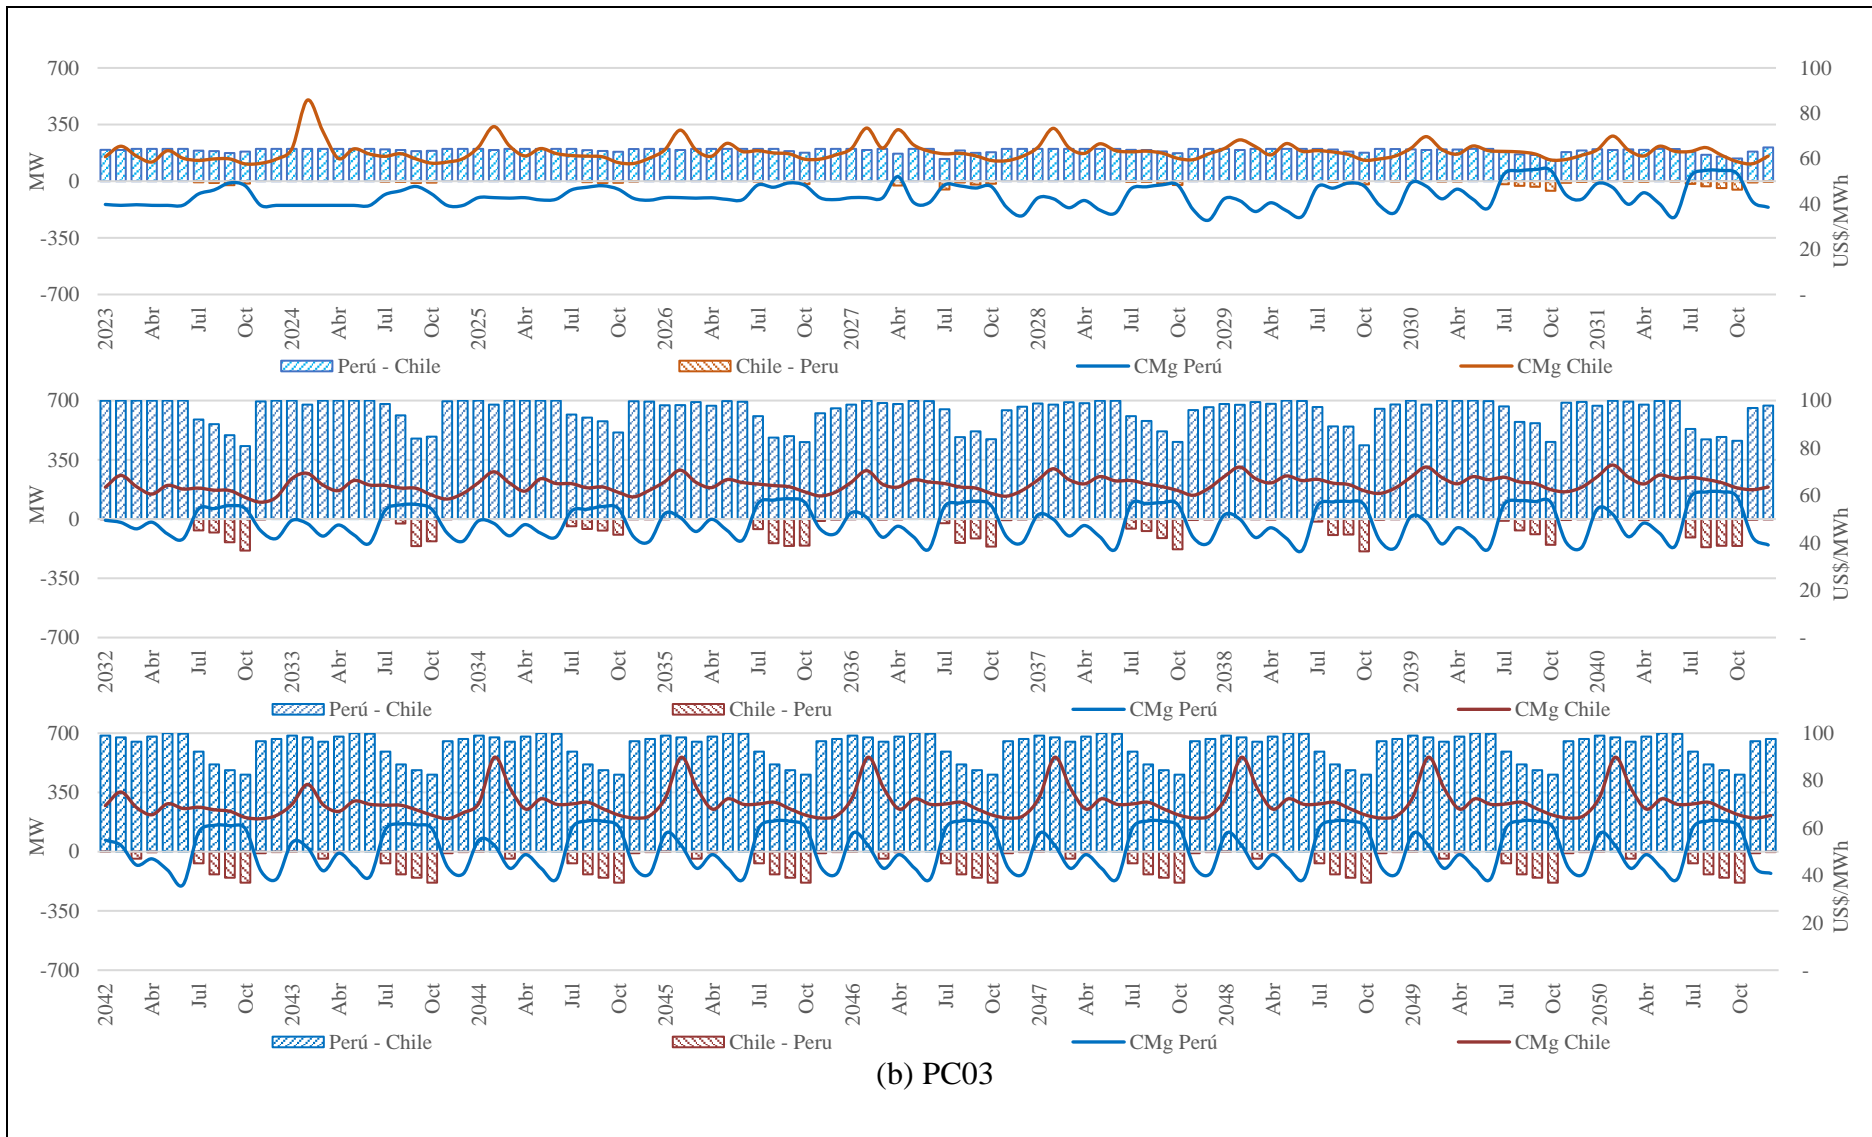 700
350
0
-350
-700
MW
100
80
60
40
20
-
US$/MWh
2023 Abr Jul Oct 2024 Abr Jul Oct 2025 Abr Jul Oct 2026 Abr Jul Oct 2027 Abr Jul Oct 2028 Abr Jul Oct 2029 Abr Jul Oct 2030 Abr Jul Oct 2031 Abr Jul Oct
Perú - Chile Chile - Peru CMg Perú CMg Chile
700
350
0
-350
-700
MW
100
80
60
40
20
-
US$/MWh
2032 Abr Jul Oct 2033 Abr Jul Oct 2034 Abr Jul Oct 2035 Abr Jul Oct 2036 Abr Jul Oct 2037 Abr Jul Oct 2038 Abr Jul Oct 2039 Abr Jul Oct 2040 Abr Jul Oct
Perú - Chile Chile - Peru CMg Perú CMg Chile
700
350
0
-350
-700
MW
100
80
60
40
20
-
US$/MWh
2042 Abr Jul Oct 2043 Abr Jul Oct 2044 Abr Jul Oct 2045 Abr Jul Oct 2046 Abr Jul Oct 2047 Abr Jul Oct 2048 Abr Jul Oct 2049 Abr Jul Oct 2050 Abr Jul Oct
Perú - Chile Chile - Peru CMg Perú CMg Chile
(b) PC03